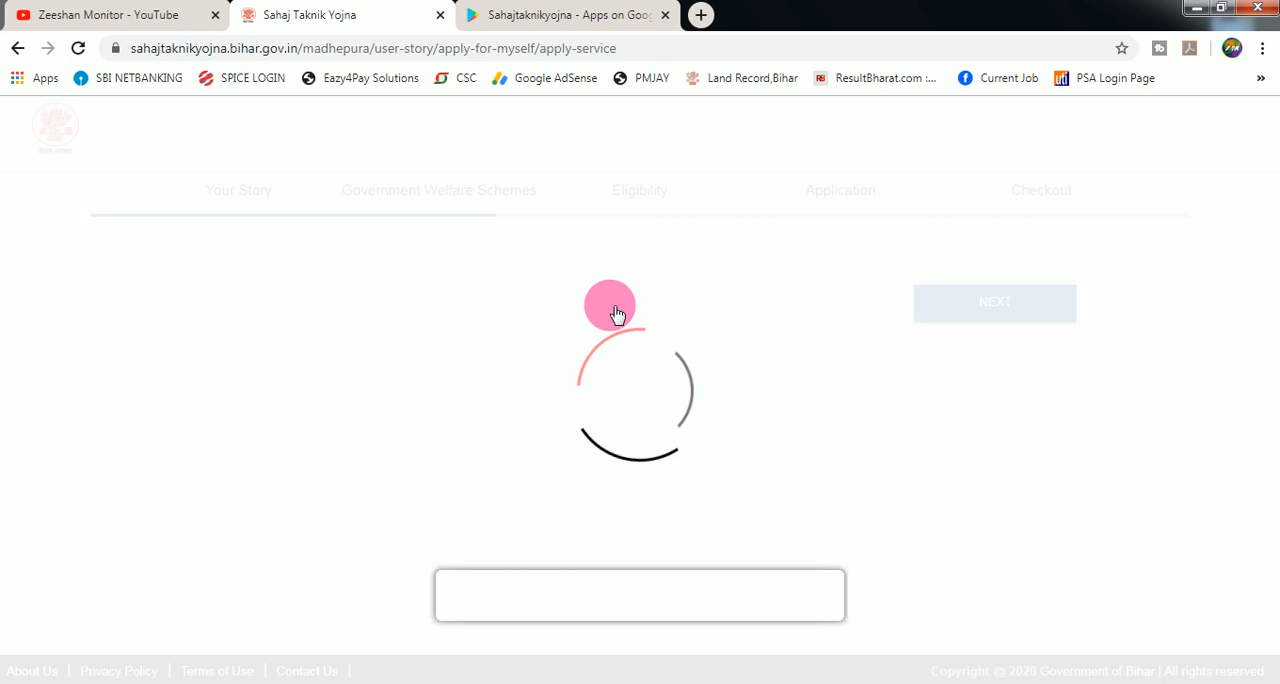 Zeeshan Monitor - YouTube
Sahaj Taknik Yojna
Sahajtaknikyojna - Apps on Goog
sahajtaknikyojna.bihar.gov.in/madhepura/user-story/apply-for-myself/apply-service
Apps SBI NETBANKING SPICE LOGIN Eazy4Pay Solutions CSC Google AdSense PMJAY Land Record,Bihar ResultBharat.com :... Current Job PSA Login Page »
Your Story Government Welfare Schemes Eligibility Application Checkout
NEXT
About Us | Privacy Policy | Terms of Use | Contact Us |
Copyright @ 2020 Government of Bihar | All rights reserved